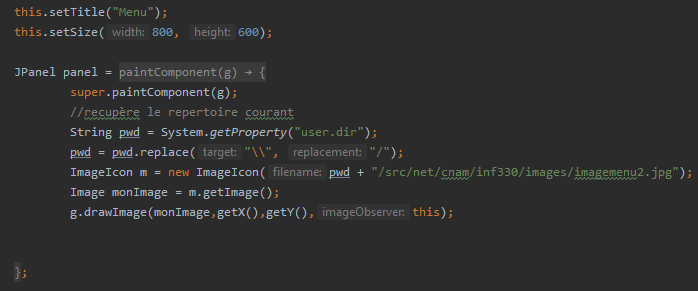 this.setTitle("Menu");
this.setSize( width: 800, height: 600);
JPanel panel = paintComponent(g) → {
super.paintComponent(g);
//recupère le repertoire courant
String pwd = System.getProperty("user.dir");
pwd = pwd.replace( target: "\\", replacement: "/");
ImageIcon m = new ImageIcon( filename: pwd + "/src/net/cnam/inf330/images/imagemenu2.jpg");
Image monImage = m.getImage();
g.drawImage(monImage,getX(),getY(), imageObserver: this);
};